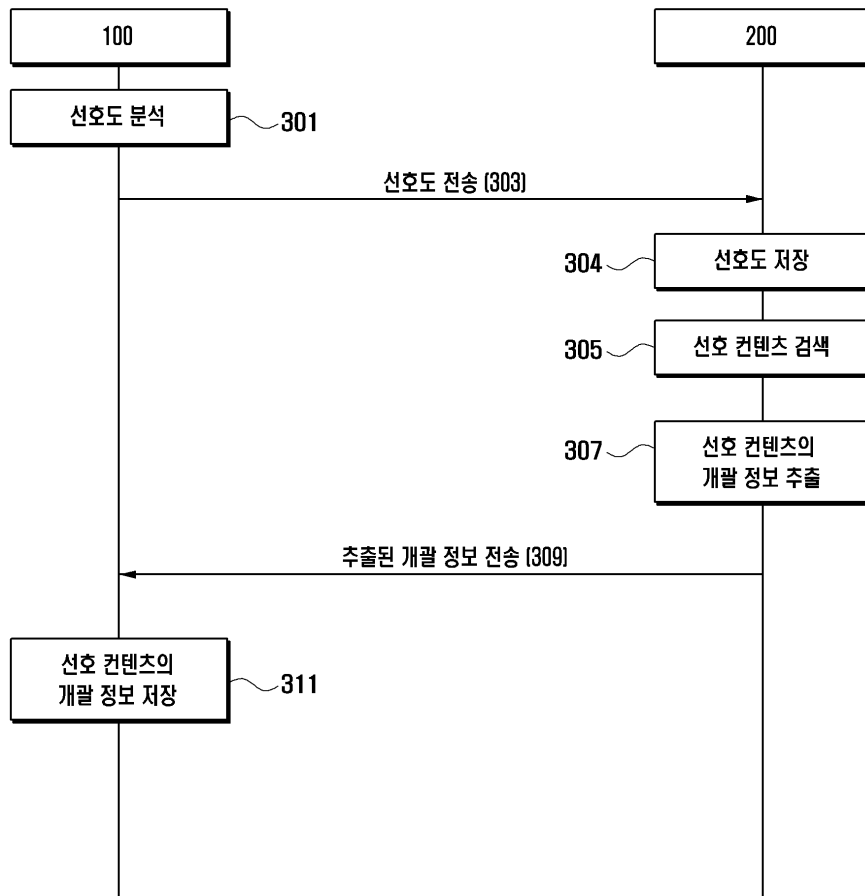 100
200
선호도 분석
301
선호도 전송 (303)
304
선호도 저장
305
선호 컨텐츠 검색
307
선호 컨텐츠의
개괄 정보 추출
추출된 개괄 정보 전송 (309)
선호 컨텐츠의
개괄 정보 저장
311